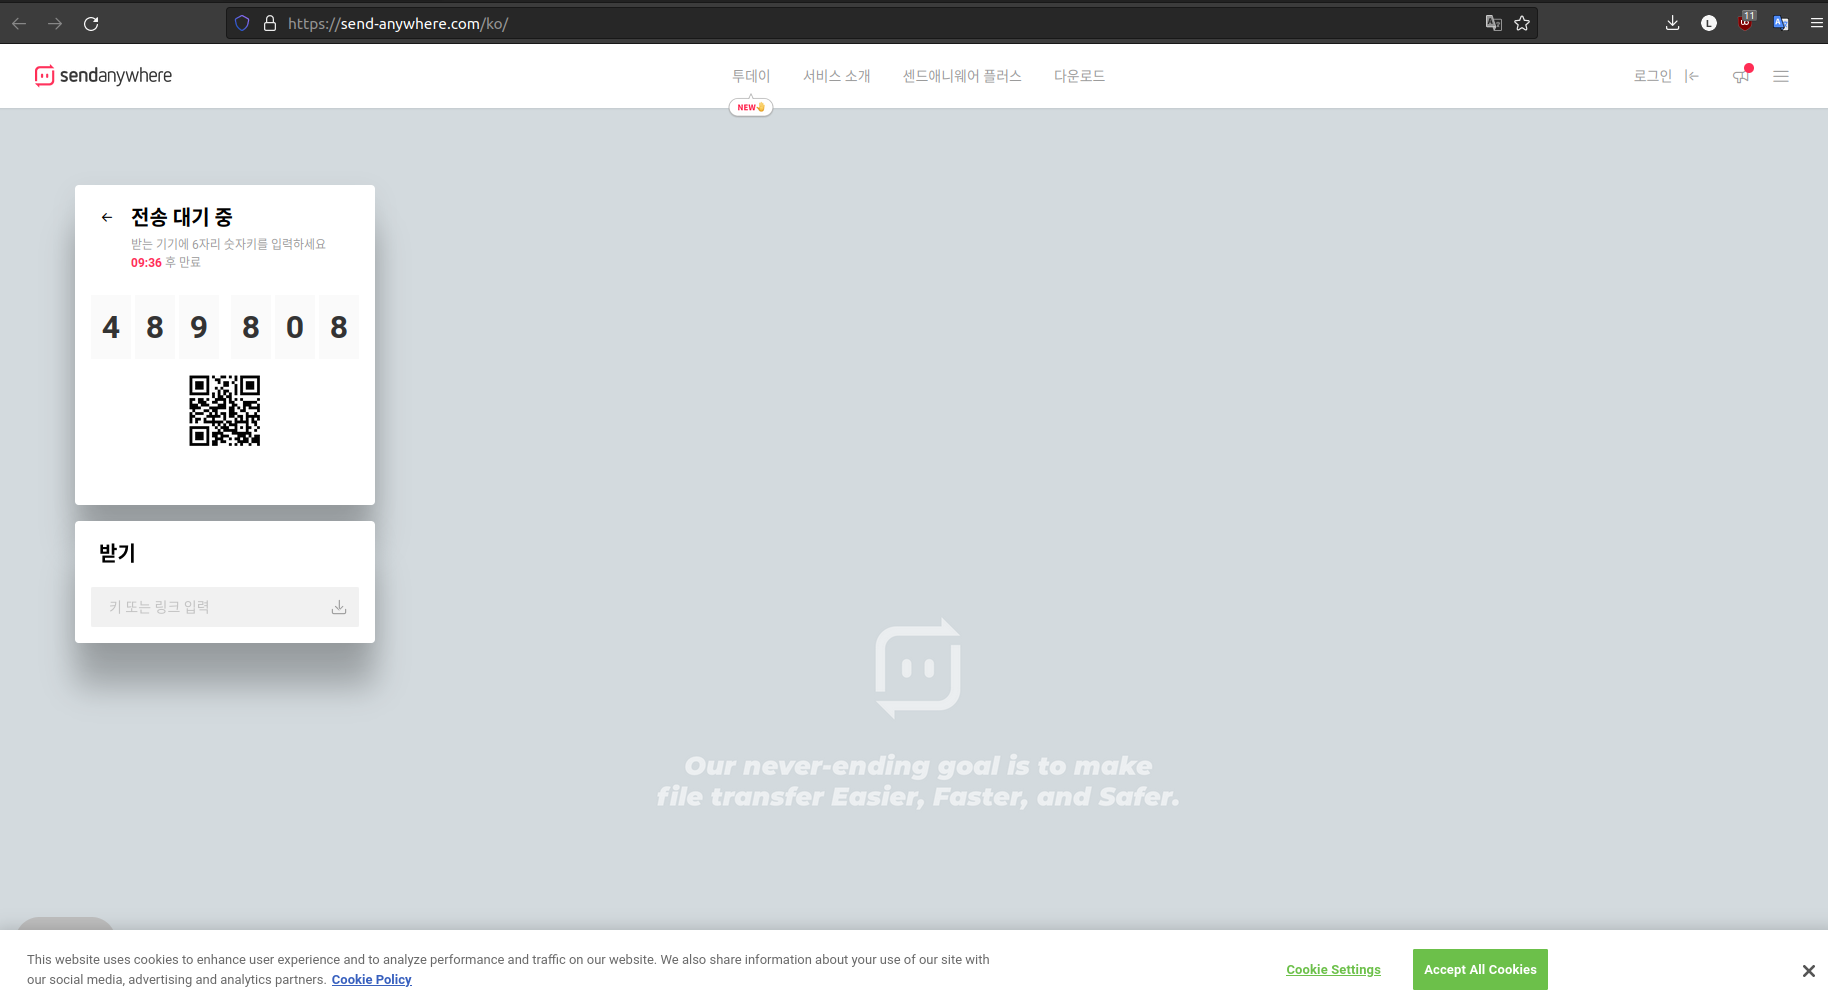 https://send-anywhere.com/ko/
11
L
sendanywhere
투데이 서비스 소개 센드애니웨어 플러스 다운로드
로그인
NEW
전송 대기 중
받는 기기에 6자리 숫자키를 입력하세요
09:36 후 만료
4 8 9 8 0 8
받기
키 또는 링크 입력
Our never-ending goal is to make
file transfer Easier, Faster, and Safer.
This website uses cookies to enhance user experience and to analyze performance and traffic on our website. We also share information about your use of our site with
our social media, advertising and analytics partners. Cookie Policy
Cookie Settings
Accept All Cookies